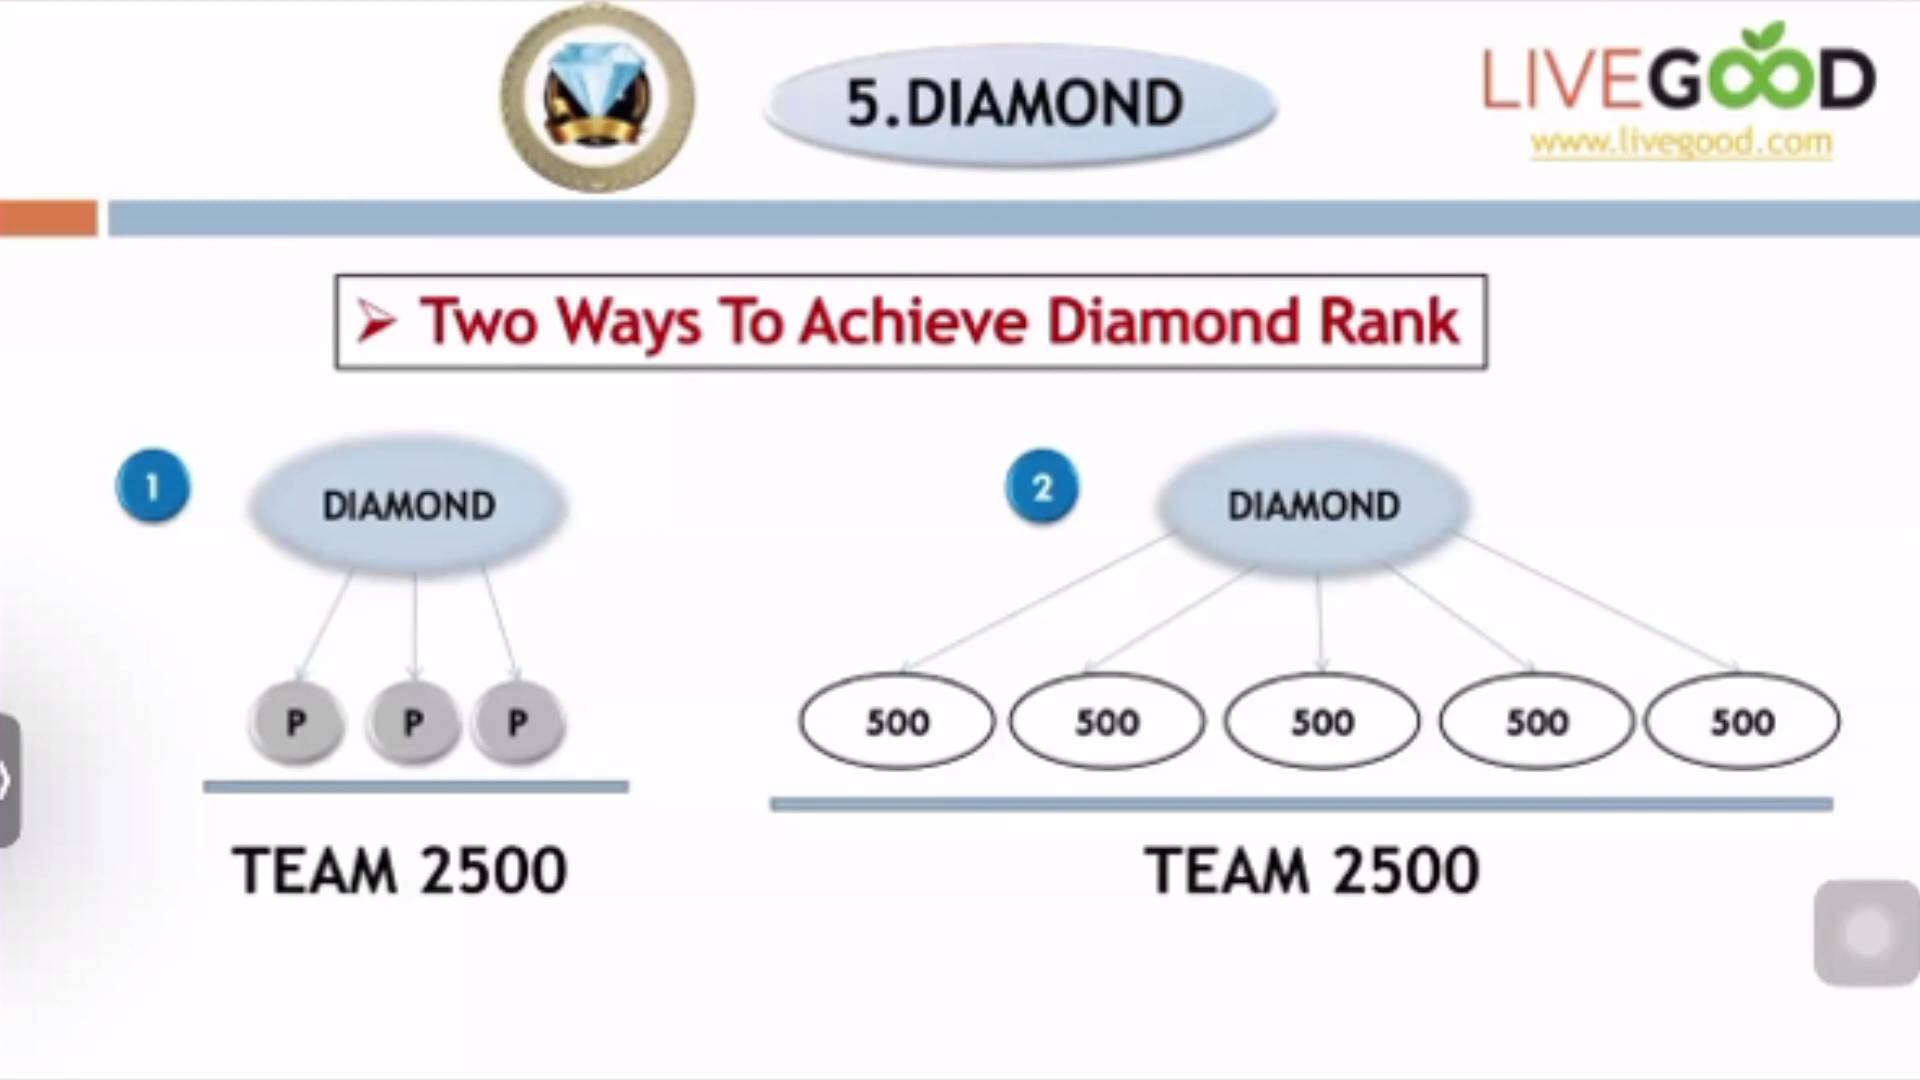 5.DIAMOND
LIVEGOOD
www.livegood.com
Two Ways To Achieve Diamond Rank
1
DIAMOND
P P P
TEAM 2500
2
DIAMOND
500 500 500 500 500
TEAM 2500